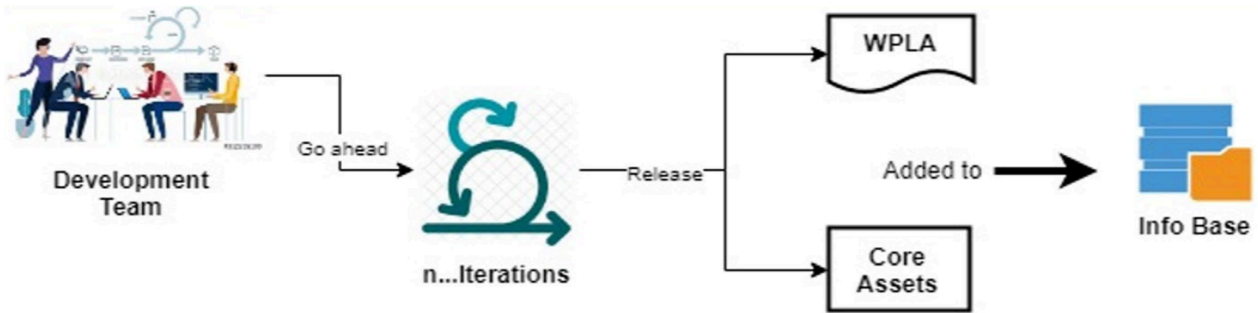 Development
Team
Go ahead
n...Iterations
Release
WPLA
Core
Assets
Added to
Info Base